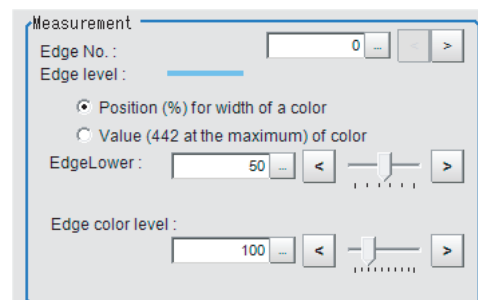 Measurement
Edge No. : 0 ... < >
Edge level :
Position (%) for width of a color
Value (442 at the maximum) of color
EdgeLower : 50 ... < >
Edge color level :
100 ... < >